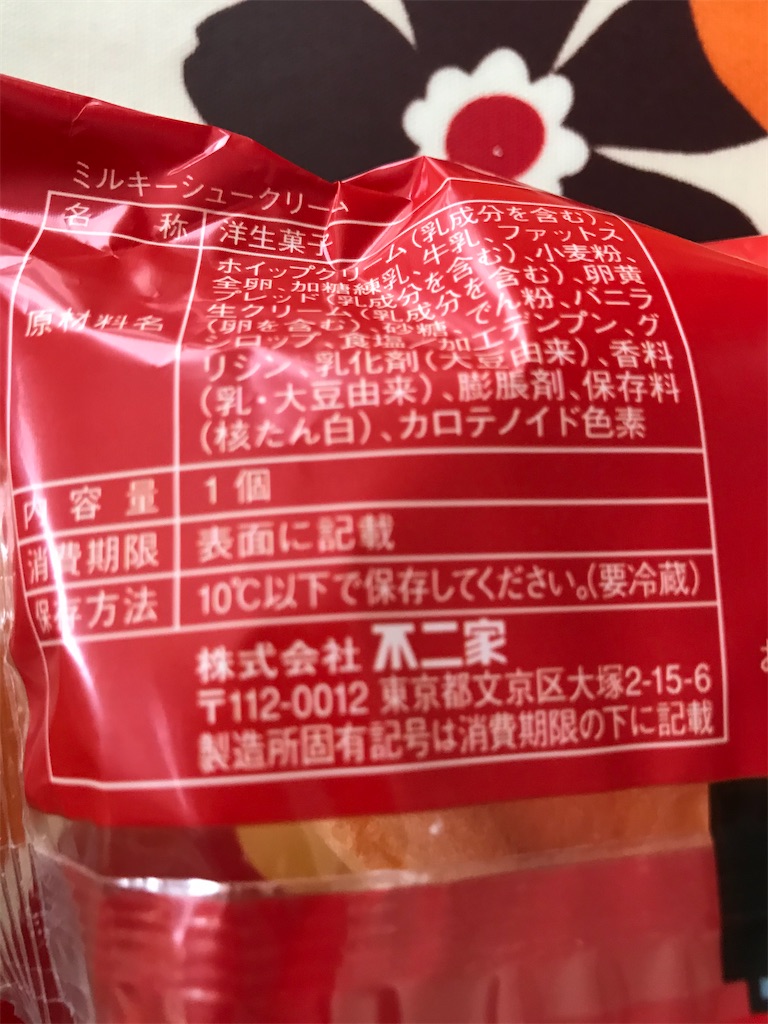 ミルキーシュークリーム
名称 洋生菓子
原材料名 ホイップクリーム(乳成分を含む)、
全卵、加糖練乳、牛乳、ファットス
プレッド(乳成分を含む)、小麦粉、
生クリーム(乳成分を含む)、卵黄
(卵を含む)、砂糖、でん粉、バニラ
シロップ、食塩、加工デンプン、グ
リシン、乳化剤(大豆由来)、香料
(乳・大豆由来)、膨脹剤、保存料
(核たん白)、カロテノイド色素
内容量 1個
消費期限 表面に記載
保存方法 10℃以下で保存してください。(要冷蔵)
株式会社 不二家
〒112-0012 東京都文京区大塚2-15-6
製造所固有記号は消費期限の下に記載